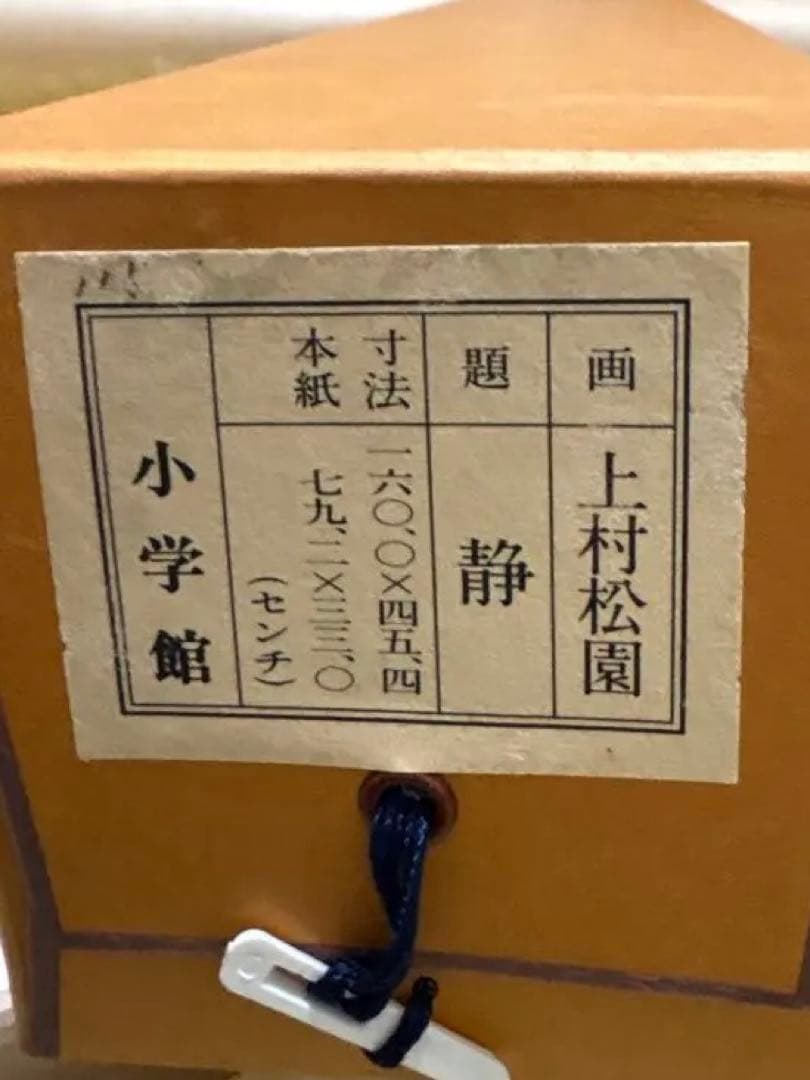 画 上村松園
題 静
寸法 一六〇、〇×四五、四
本紙 七九、二×三三、〇
(センチ)
小学館